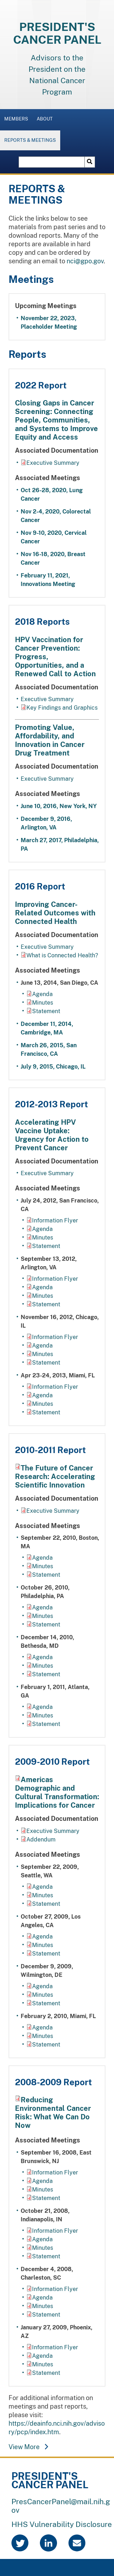 PRESIDENT'S
CANCER PANEL
Advisors to the
President on the
National Cancer
Program
MEMBERS ABOUT
REPORTS & MEETINGS
REPORTS &
MEETINGS
Click the links below to see
materials from past series and/or
to download reports. Many of the
reports are also available in hard
copy and can be ordered by
sending an email to nci@gpo.gov.
Meetings
Upcoming Meetings
November 22, 2023,
Placeholder Meeting
Reports
2022 Report
Closing Gaps in Cancer
Screening: Connecting
People, Communities,
and Systems to Improve
Equity and Access
Associated Documentation
Executive Summary
Associated Meetings
Oct 26-28, 2020, Lung
Cancer
Nov 2-4, 2020, Colorectal
Cancer
Nov 9-10, 2020, Cervical
Cancer
Nov 16-18, 2020, Breast
Cancer
February 11, 2021,
Innovations Meeting
2018 Reports
HPV Vaccination for
Cancer Prevention:
Progress,
Opportunities, and a
Renewed Call to Action
Associated Documentation
Executive Summary
Key Findings and Graphics
Promoting Value,
Affordability, and
Innovation in Cancer
Drug Treatment
Associated Documentation
Executive Summary
Associated Meetings
June 10, 2016, New York, NY
December 9, 2016,
Arlington, VA
March 27, 2017, Philadelphia,
PA
2016 Report
Improving Cancer-
Related Outcomes with
Connected Health
Associated Documentation
Executive Summary
What is Connected Health?
Associated Meetings
June 13, 2014, San Diego, CA
Agenda
Minutes
Statement
December 11, 2014,
Cambridge, MA
March 26, 2015, San
Francisco, CA
July 9, 2015, Chicago, IL
2012-2013 Report
Accelerating HPV
Vaccine Uptake:
Urgency for Action to
Prevent Cancer
Associated Documentation
Executive Summary
Associated Meetings
July 24, 2012, San Francisco,
CA
Information Flyer
Agenda
Minutes
Statement
September 13, 2012,
Arlington, VA
Information Flyer
Agenda
Minutes
Statement
November 16, 2012, Chicago,
IL
Information Flyer
Agenda
Minutes
Statement
Apr 23-24, 2013, Miami, FL
Information Flyer
Agenda
Minutes
Statement
2010-2011 Report
The Future of Cancer
Research: Accelerating
Scientific Innovation
Associated Documentation
Executive Summary
Associated Meetings
September 22, 2010, Boston,
MA
Agenda
Minutes
Statement
October 26, 2010,
Philadelphia, PA
Agenda
Minutes
Statement
December 14, 2010,
Bethesda, MD
Agenda
Minutes
Statement
February 1, 2011, Atlanta,
GA
Agenda
Minutes
Statement
2009-2010 Report
Americas
Demographic and
Cultural Transformation:
Implications for Cancer
Associated Documentation
Executive Summary
Addendum
Associated Meetings
September 22, 2009,
Seattle, WA
Agenda
Minutes
Statement
October 27, 2009, Los
Angeles, CA
Agenda
Minutes
Statement
December 9, 2009,
Wilmington, DE
Agenda
Minutes
Statement
February 2, 2010, Miami, FL
Agenda
Minutes
Statement
2008-2009 Report
Reducing
Environmental Cancer
Risk: What We Can Do
Now
Associated Meetings
September 16, 2008, East
Brunswick, NJ
Information Flyer
Agenda
Minutes
Statement
October 21, 2008,
Indianapolis, IN
Information Flyer
Agenda
Minutes
Statement
December 4, 2008,
Charleston, SC
Information Flyer
Agenda
Minutes
Statement
January 27, 2009, Phoenix,
AZ
Information Flyer
Agenda
Minutes
Statement
For additional information on
meetings and reports prior to
2008, please visit:
https://deainfo.nci.nih.gov/adviso
ry/pcp/index.htm.
View More
PRESIDENT'S
CANCER PANEL
PresCancerPanel@mail.nih.g
ov
HHS Vulnerability Disclosure